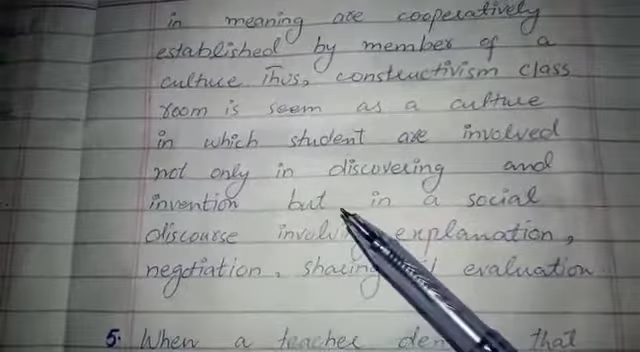 in meaning are cooperatively
established by member of a
culture Thus, constructivism class
room is seem as a culture
in which student are involved
not only in discovering and
invention but in a social
discourse explanation,
negotiation, sharing evaluation.
5. When a teacher that